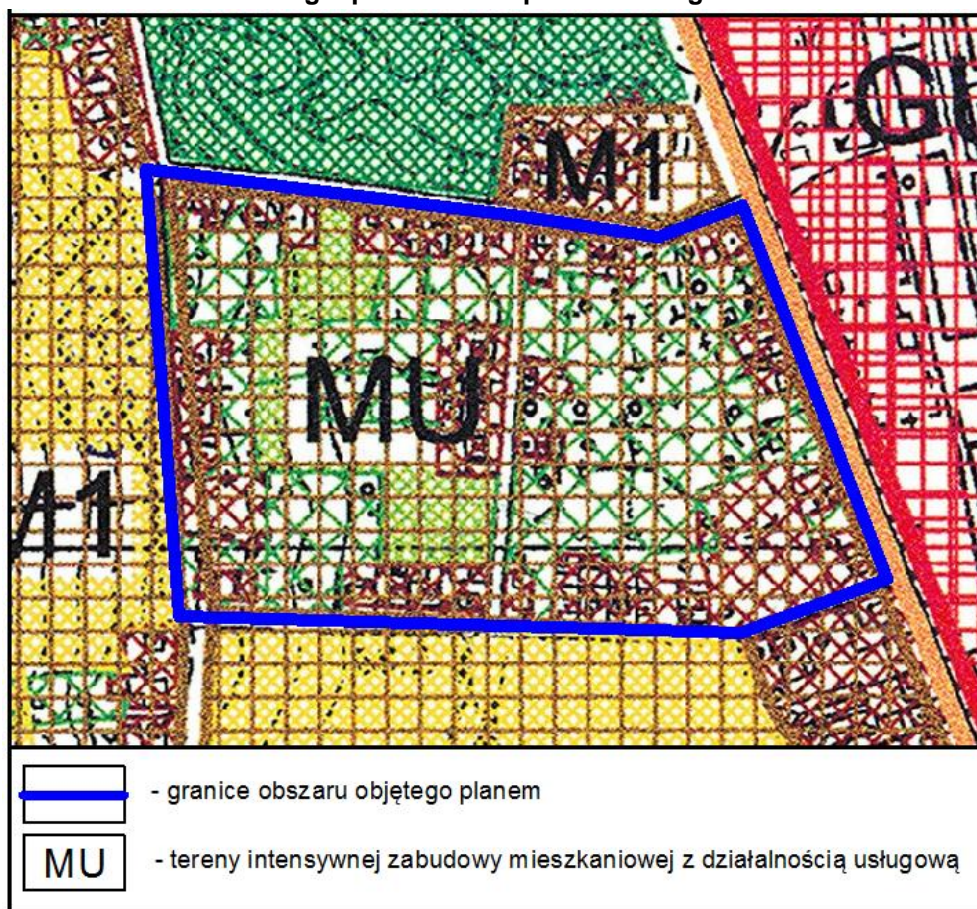 M1
GP
MU
M1
- granice obszaru objętego planem
MU - tereny intensywnej zabudowy mieszkaniowej z działalnością usługową